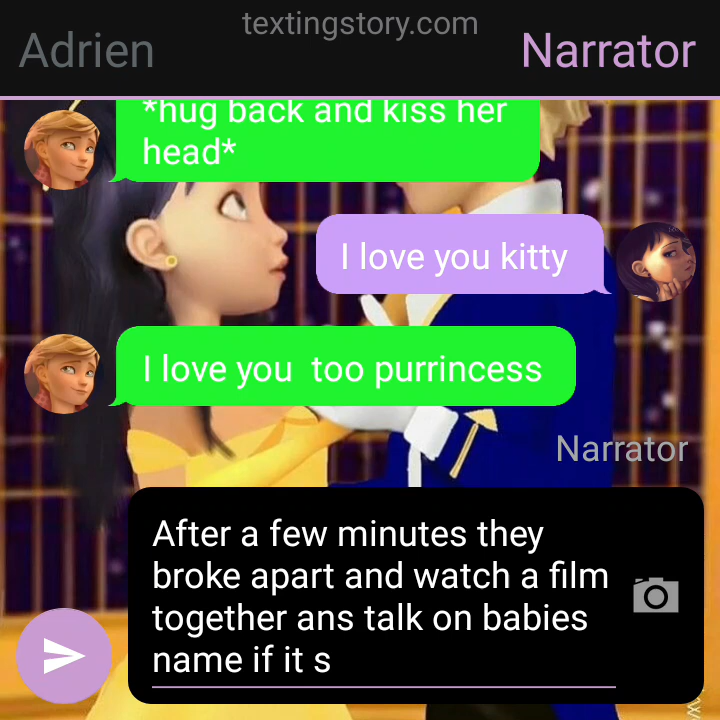 textingstory.com
Adrien
Narrator
*hug back and kiss her
head*
I love you kitty
I love you  too purrincess
Narrator
After a few minutes they
broke apart and watch a film
together ans talk on babies
name if it s